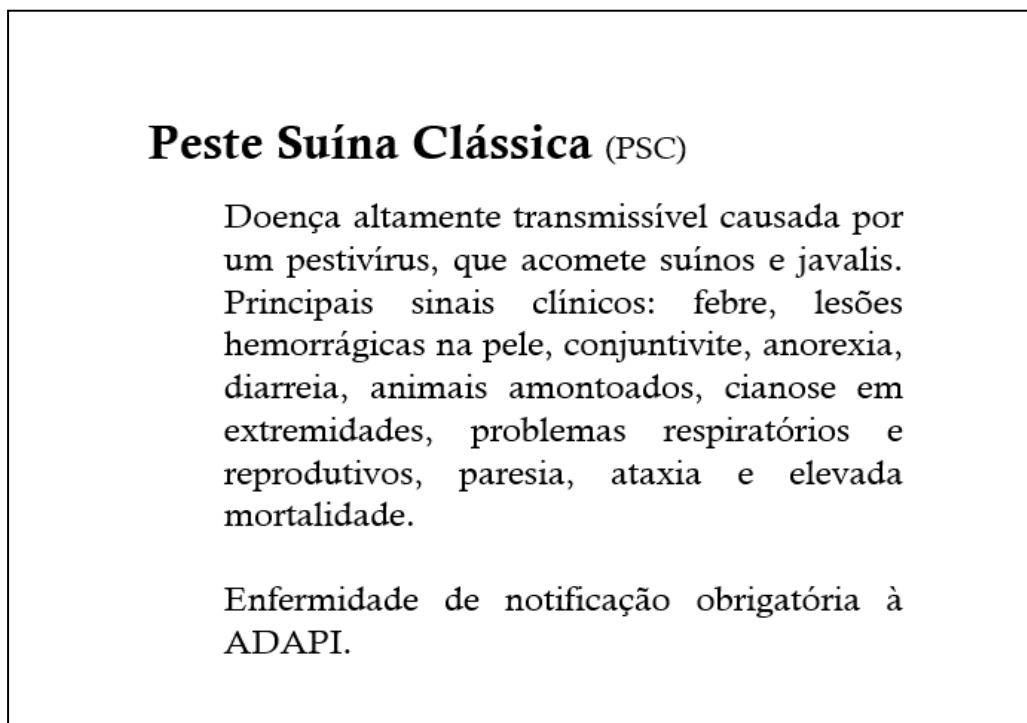 Peste Suína Clássica (PSC)
Doença altamente transmissível causada por
um pestivírus, que acomete suínos e javalis.
Principais sinais clínicos: febre, lesões
hemorrágicas na pele, conjuntivite, anorexia,
diarreia, animais amontoados, cianose em
extremidades, problemas respiratórios e
reprodutivos, paresia, ataxia e elevada
mortalidade.
Enfermidade de notificação obrigatória à
ADAPI.